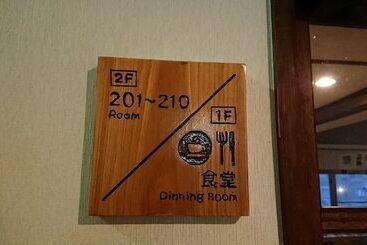 2F
201~210
Room
1F
食堂
Dinning Room